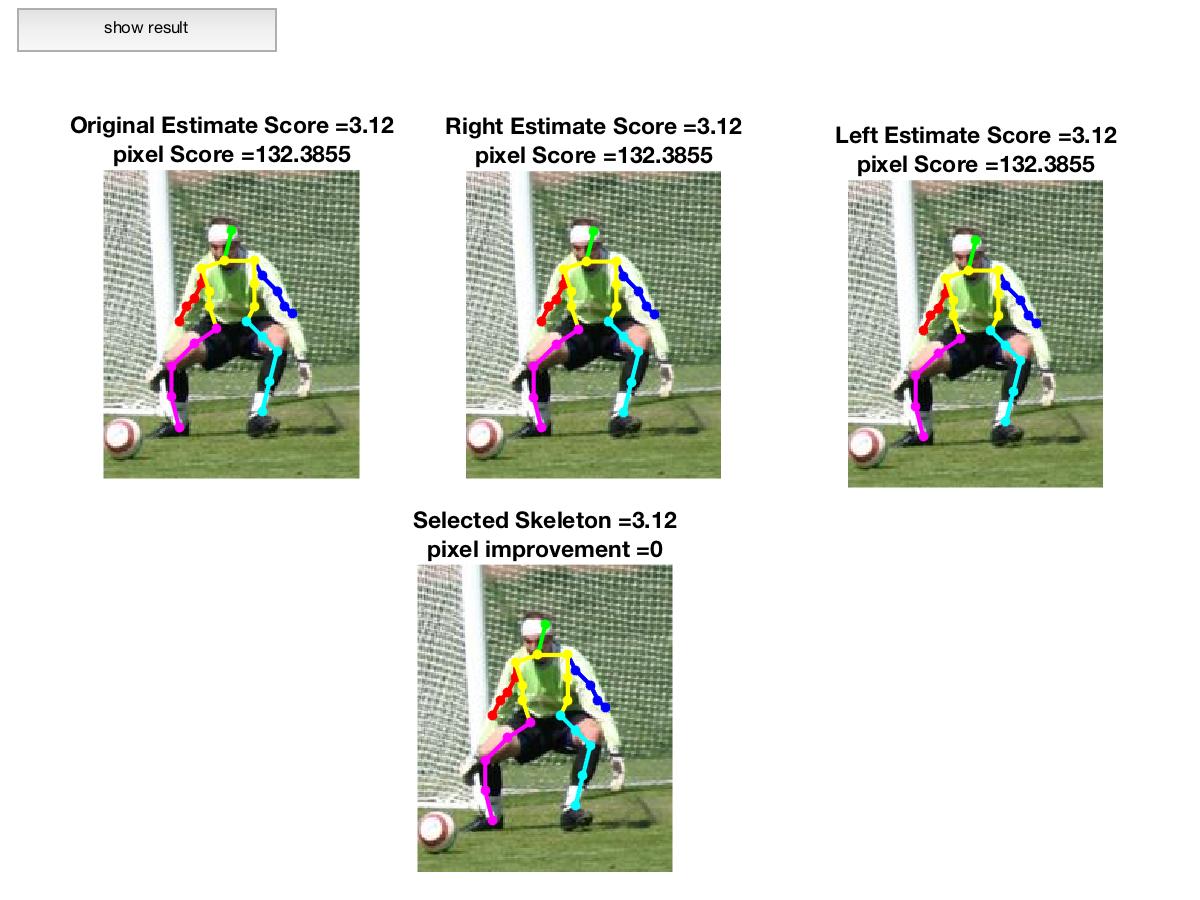 show result
Original Estimate Score =3.12
pixel Score =132.3855
Right Estimate Score =3.12
pixel Score =132.3855
Left Estimate Score =3.12
pixel Score =132.3855
Selected Skeleton =3.12
pixel improvement =0